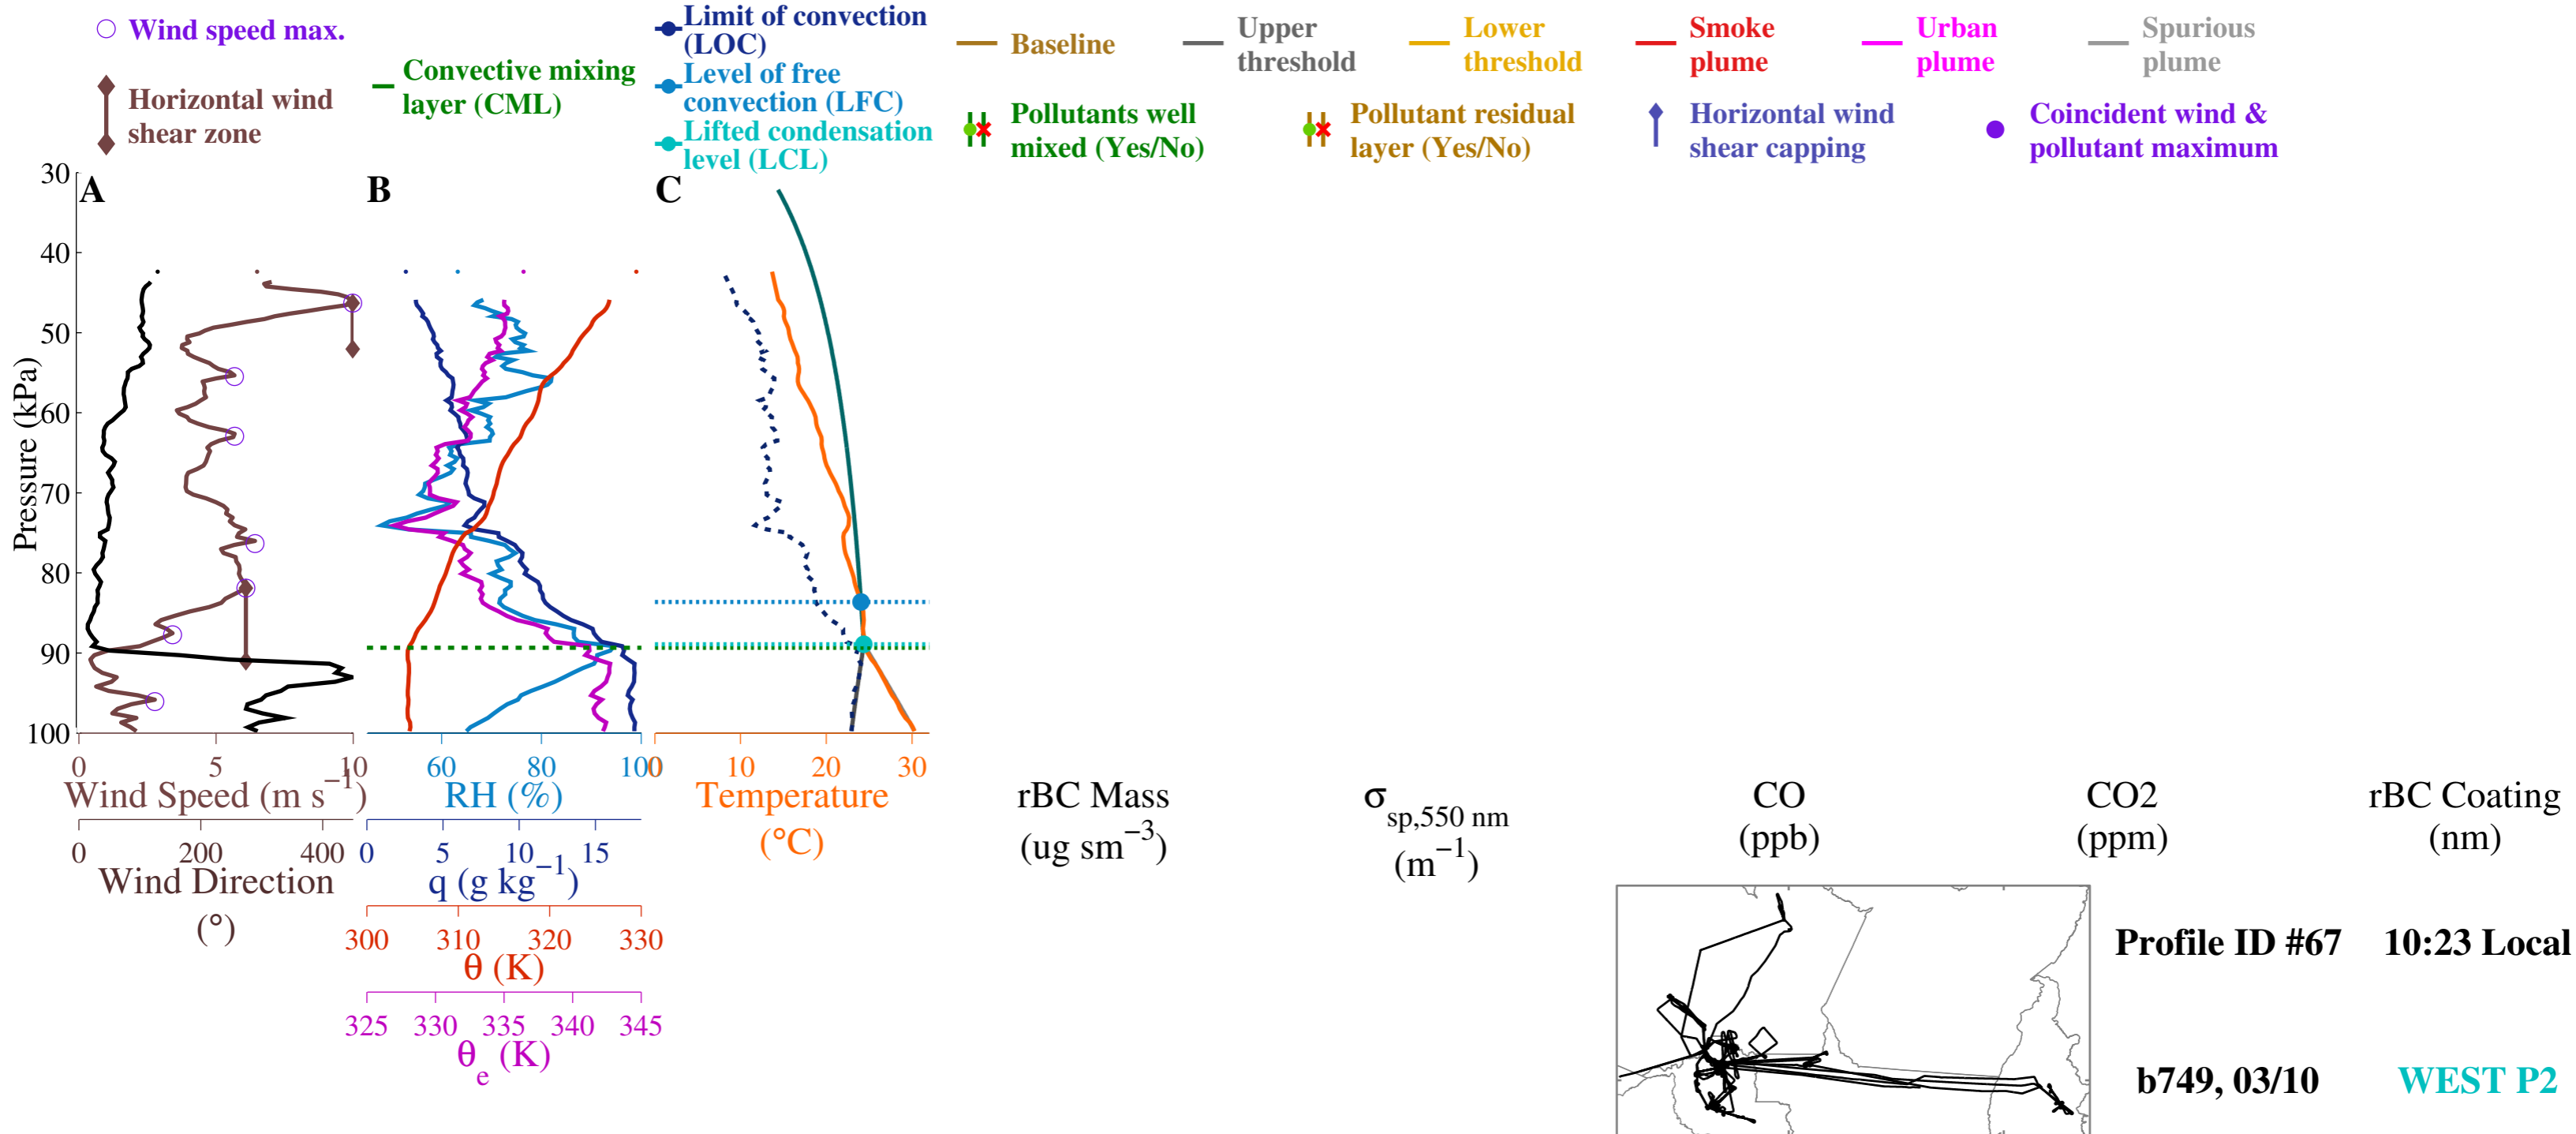 Wind speed max.
Horizontal wind
shear zone
Convective mixing
layer (CML)
Limit of convection
(LOC)
Level of free
convection (LFC)
Lifted condensation
level (LCL)
Baseline
Upper
threshold
Lower
threshold
Smoke
plume
Urban
plume
Spurious
plume
Pollutants well
mixed (Yes/No)
Pollutant residual
layer (Yes/No)
Horizontal wind
shear capping
Coincident wind &
pollutant maximum
A
B
C
30
40
50
60
70
80
90
100
Pressure (kPa)
0 5 10
Wind Speed (m s−1)
0 200 400
Wind Direction
(°)
60 80 100
RH (%)
0 5 10 15
q (g kg−1)
300 310 320 330
θ (K)
325 330 335 340 345
θe (K)
0 10 20 30
Temperature
(°C)
rBC Mass
(ug sm−3)
σsp,550 nm
(m−1)
CO
(ppb)
CO2
(ppm)
rBC Coating
(nm)
Profile ID #67 10:23 Local
b749, 03/10 WEST P2